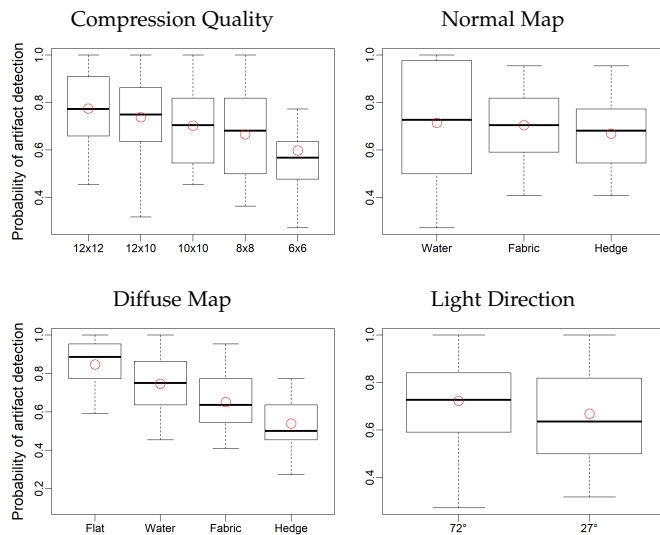 Compression Quality
Normal Map
Probability of artifact detection
1.0
0.8
0.6
0.4
12x12 12x10 10x10 8x8 6x6
1.0
0.8
0.6
0.4
Water Fabric Hedge
Diffuse Map
Light Direction
Probability of artifact detection
1.0
0.8
0.6
0.4
0.2
Flat Water Fabric Hedge
1.0
0.8
0.6
0.4
72° 27°